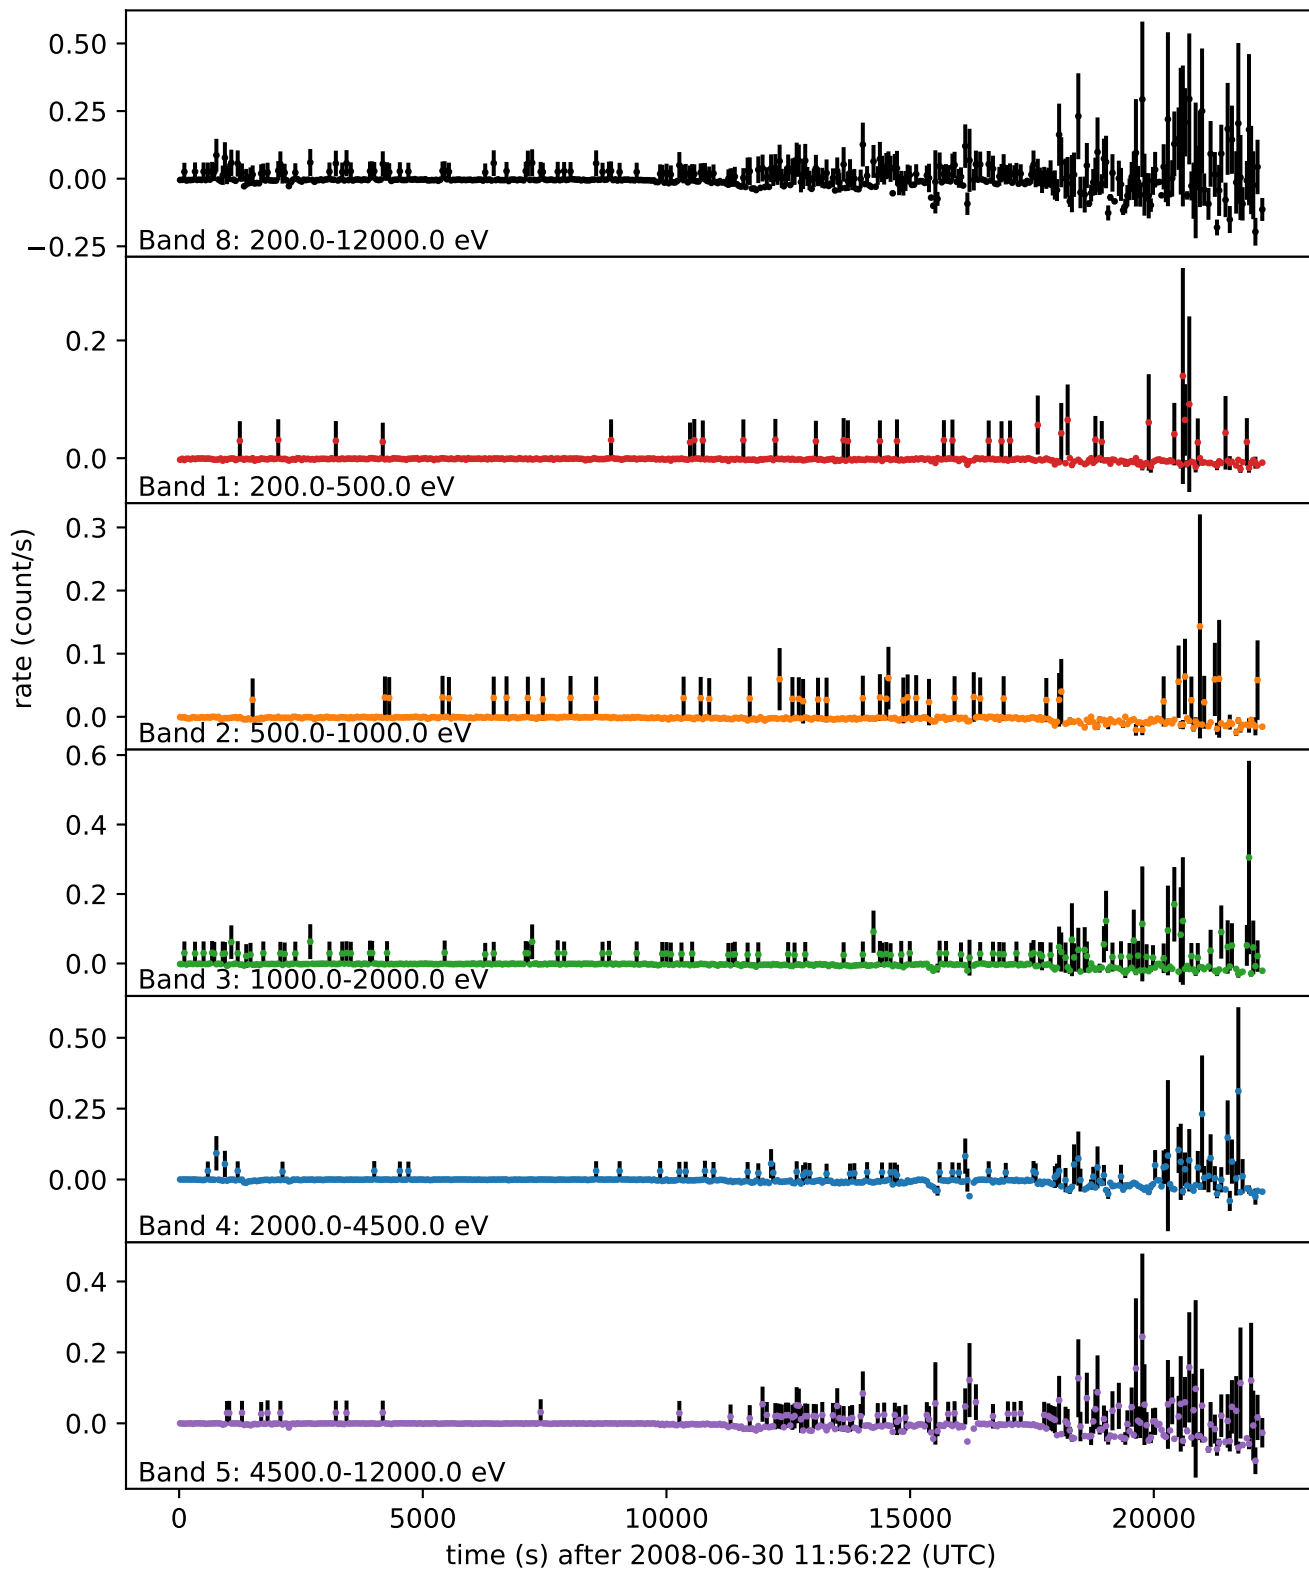 0.50
0.25
0.00
−0.25
Band 8: 200.0-12000.0 eV
0.2
0.0
Band 1: 200.0-500.0 eV
rate (count/s)
0.3
0.2
0.1
0.0
Band 2: 500.0-1000.0 eV
0.6
0.4
0.2
0.0
Band 3: 1000.0-2000.0 eV
0.50
0.25
0.00
Band 4: 2000.0-4500.0 eV
0.4
0.2
0.0
Band 5: 4500.0-12000.0 eV
0 5000 10000 15000 20000
time (s) after 2008-06-30 11:56:22 (UTC)